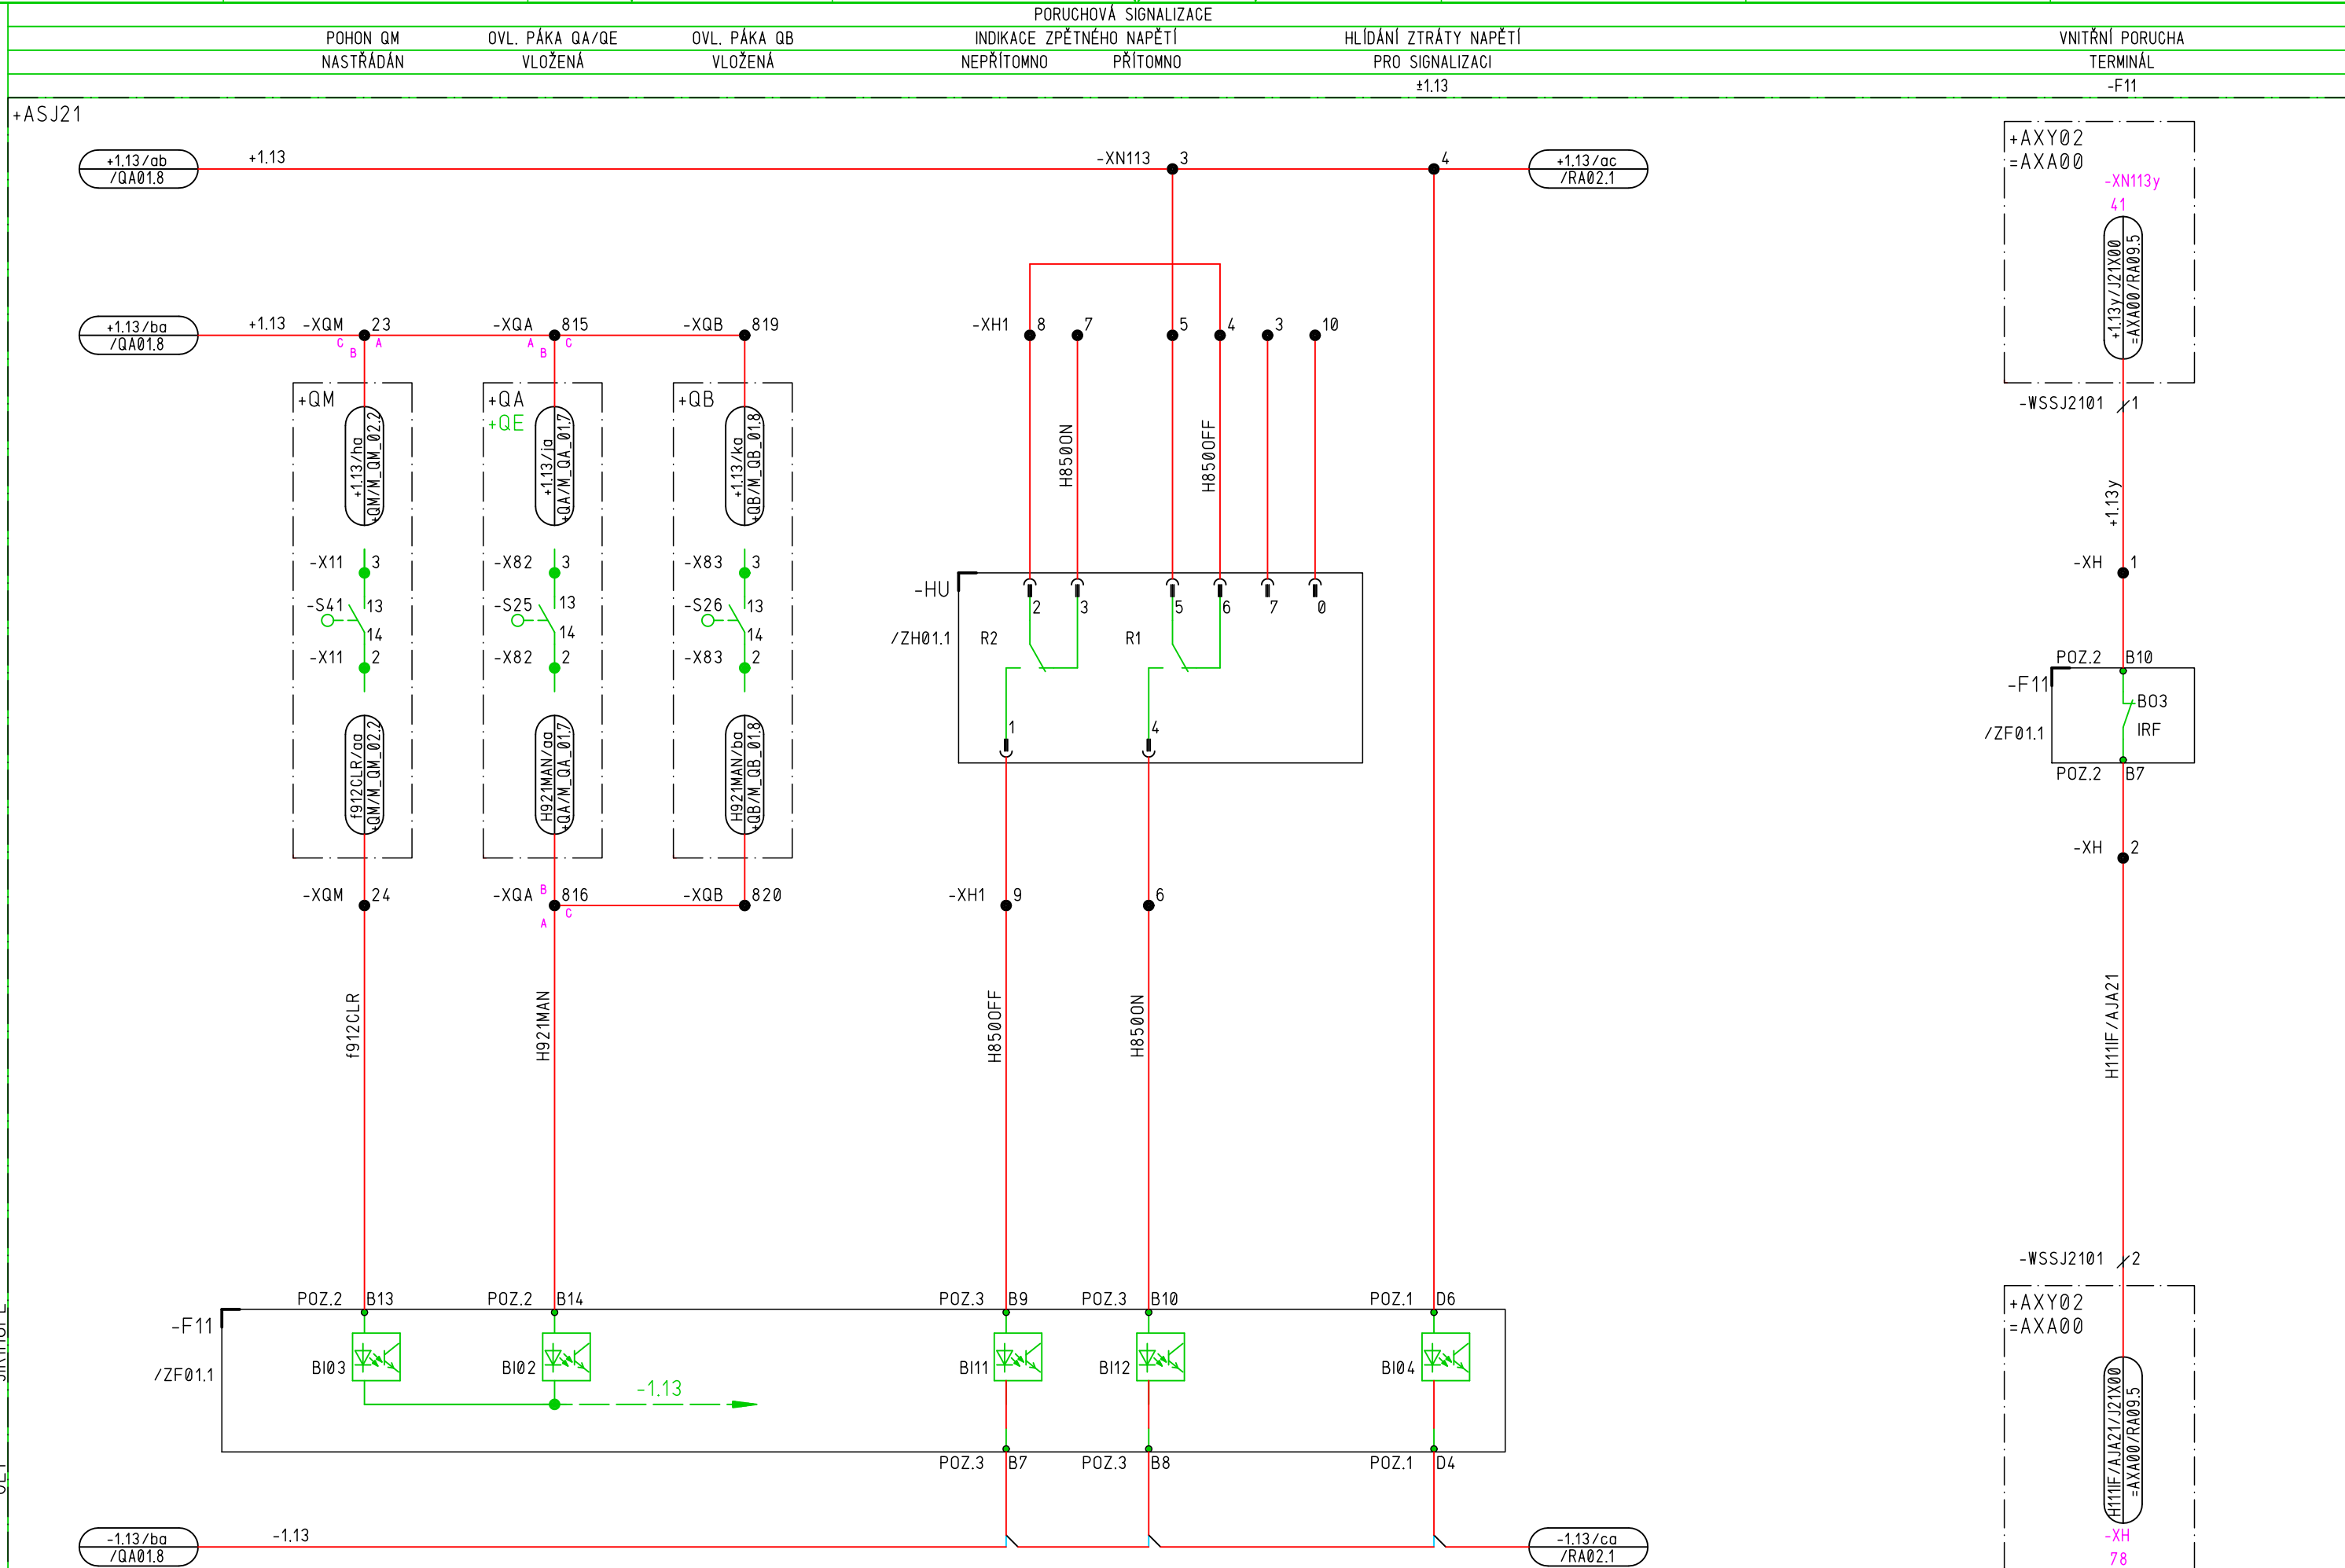 PORUCHOVÁ SIGNALIZACE
POHON QM OVL. PÁKA QA/QE OVL. PÁKA QB INDIKACE ZPĚTNÉHO NAPĚTÍ HLÍDÁNÍ ZTRÁTY NAPĚTÍ VNITŘNÍ PORUCHA
NASTŘÁDÁN VLOŽENÁ VLOŽENÁ NEPŘÍTOMNO PŘÍTOMNO PRO SIGNALIZACI TERMINÁL
±1.13 -F11
+ASJ21
+AXY02
=AXA00
-XN113y
41
+1.13y/J21X00
=AXA00/RA09.5
+1.13/ab
/QA01.8
+1.13
-XN113 3 4
+1.13/ac
/RA02.1
+1.13/ba
/QA01.8
+1.13 -XQM 23 -XQA 815 -XQB 819 -XH1 8 7 5 4 3 10
C B A A B C
+QM +QA +QB
+QE
+1.13/ha
+QM/M_QM_02.2
+1.13/ja
+QA/M_QA_01.7
+1.13/ka
+QB/M_QB_01.8
H850ON
H850OFF
-WSSJ2101 1
+1.13y
-X11 3 -X82 3 -X83 3 -XH 1
-S41 13 -S25 13 -S26 13
14 14 14
-X11 2 -X82 2 -X83 2
-HU 2 3 5 6 7 0
/ZH01.1 R2 R1
1 4
POZ.2 B10
-F11
BO3
/ZF01.1 IRF
POZ.2 B7
f912CLR/aa
+QM/M_QM_02.2
H921MAN/aa
+QA/M_QA_01.7
H921MAN/ba
+QB/M_QB_01.8
-XH 2
-XQM 24 -XQA 816 -XQB 820 -XH1 9 6
B A C
f912CLR
H921MAN
H850OFF
H850ON
H111IF/AJA21
-WSSJ2101 2
POZ.2 B13 POZ.2 B14 POZ.3 B9 POZ.3 B10 POZ.1 D6
-F11
/ZF01.1
BI03 BI02 BI11 BI12 BI04
-1.13
POZ.3 B7 POZ.3 B8 POZ.1 D4
+AXY02
=AXA00
H111IF/AJA21/J21X00
=AXA00/RA09.5
-XH
78
-1.13/ba
/QA01.8
-1.13
-1.13/ca
/RA02.1